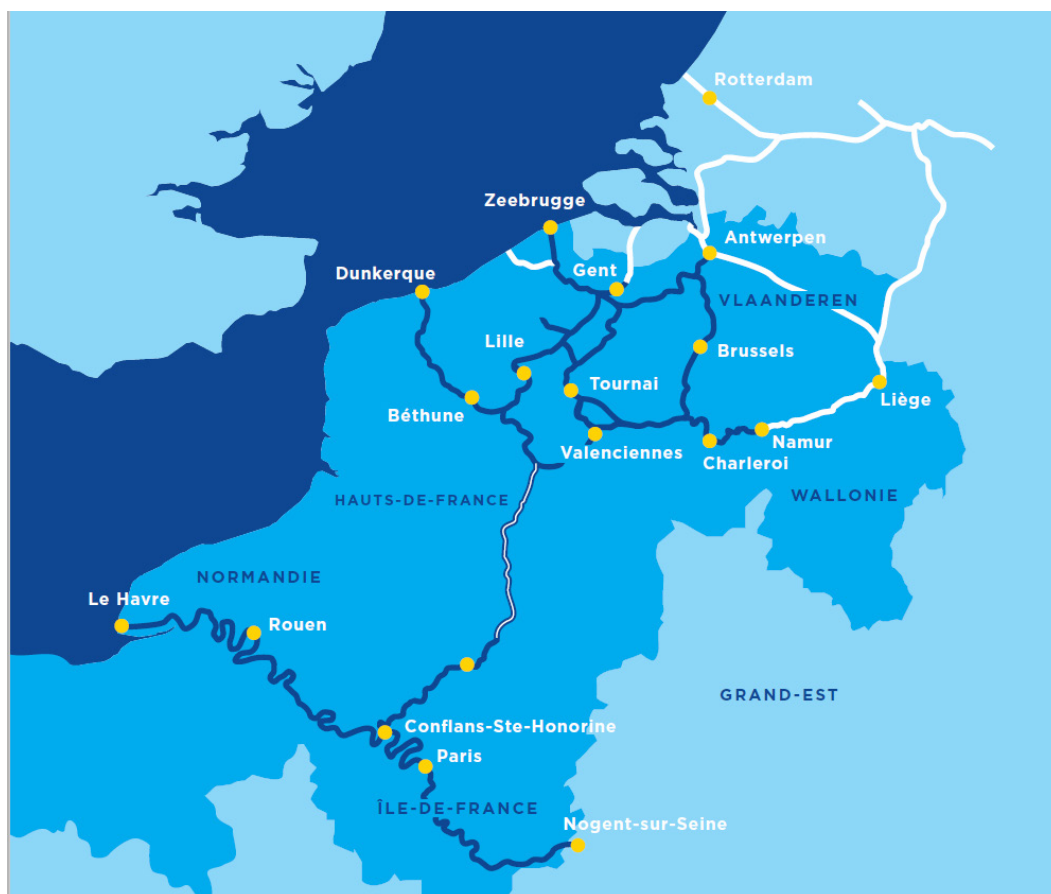 Rotterdam
Zeebrugge
Antwerpen
Dunkerque
Gent
VLAANDEREN
Lille
Brussels
Tournai
Liège
Béthune
Namur
Valenciennes
Charleroi
HAUTS-DE-FRANCE
WALLONIE
NORMANDIE
Le Havre
Rouen
GRAND-EST
Conflans-Ste-Honorine
Paris
ÎLE-DE-FRANCE
Nogent-sur-Seine